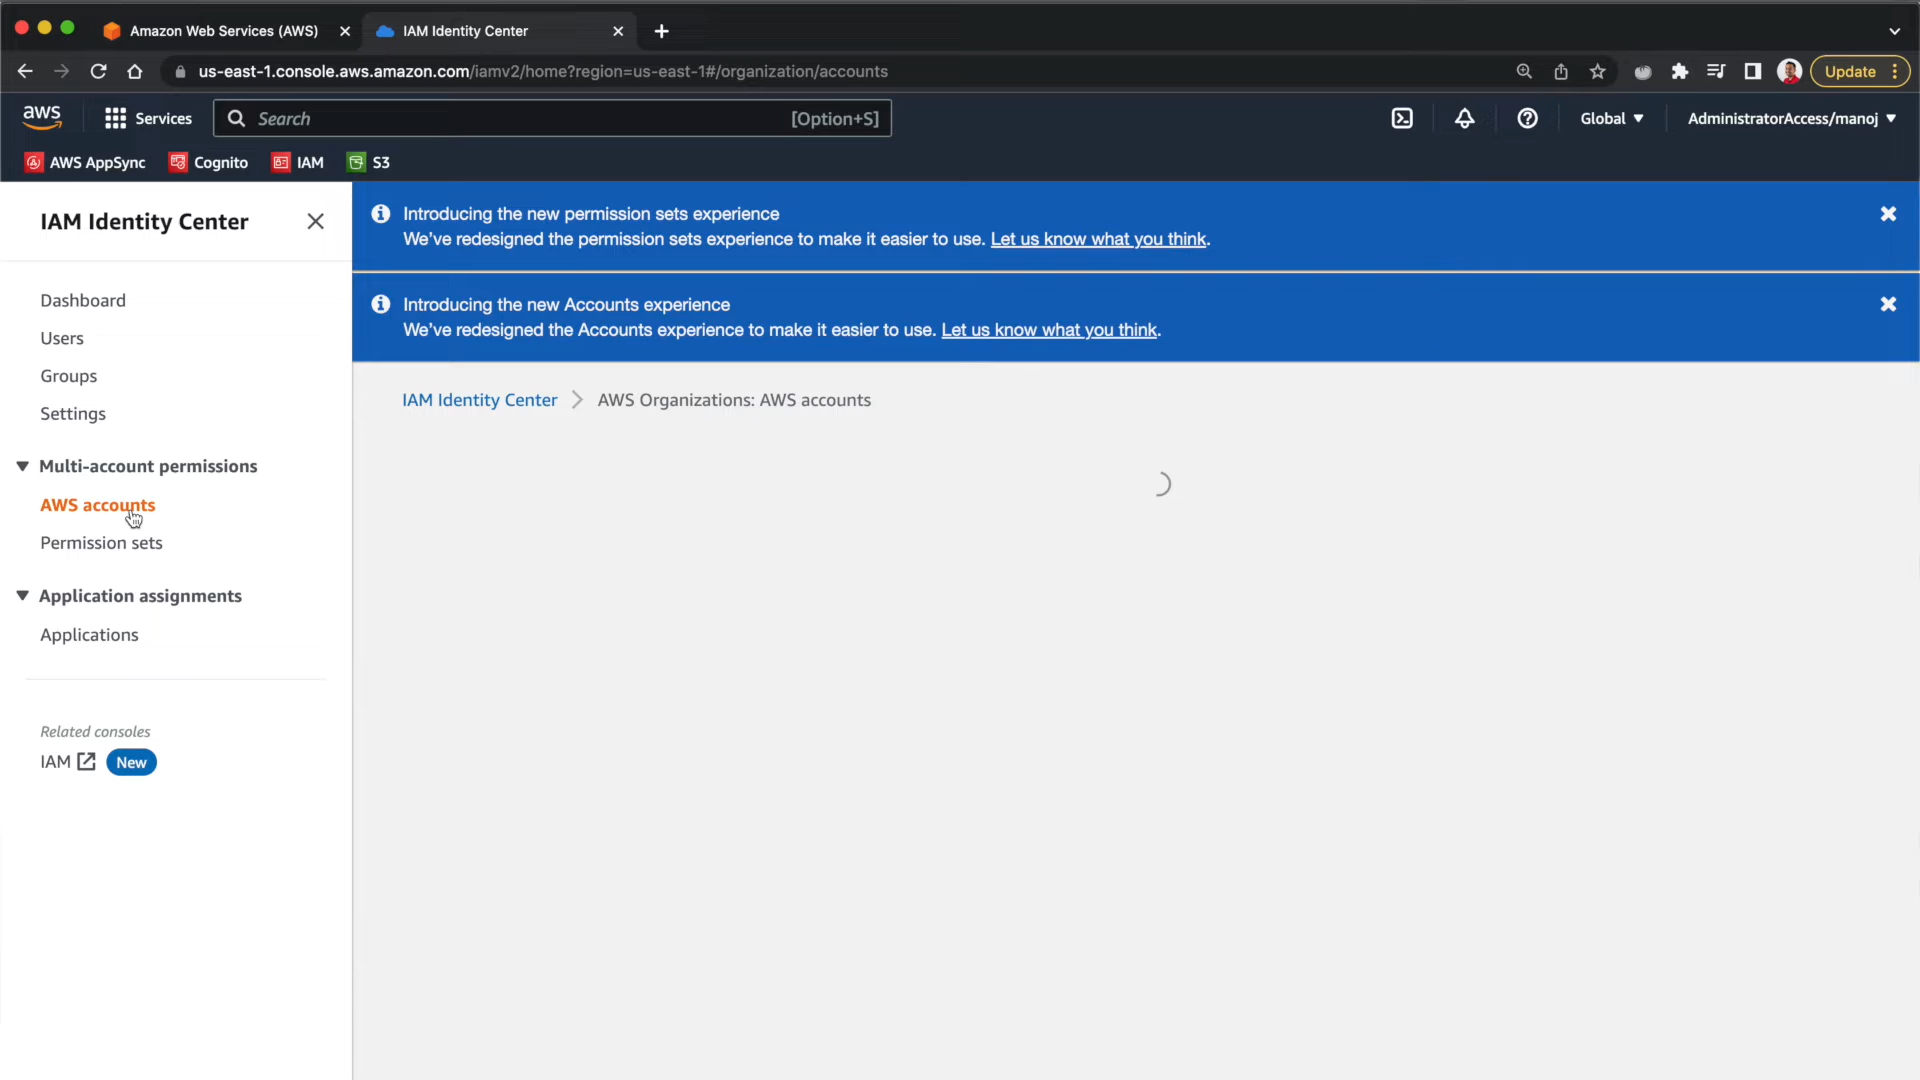 Amazon Web Services (AWS)
IAM Identity Center
us-east-1.console.aws.amazon.com/iamv2/home?region=us-east-1#/organization/accounts
Update
aws
Services
Search
[Option+S]
Global
AdministratorAccess/manoj
AWS AppSync
Cognito
IAM
S3
IAM Identity Center
Dashboard
Users
Groups
Settings
Multi-account permissions
AWS accounts
Permission sets
Application assignments
Applications
Related consoles
IAM New
Introducing the new permission sets experience
We've redesigned the permission sets experience to make it easier to use. Let us know what you think.
Introducing the new Accounts experience
We've redesigned the Accounts experience to make it easier to use. Let us know what you think.
IAM Identity Center
AWS Organizations: AWS accounts